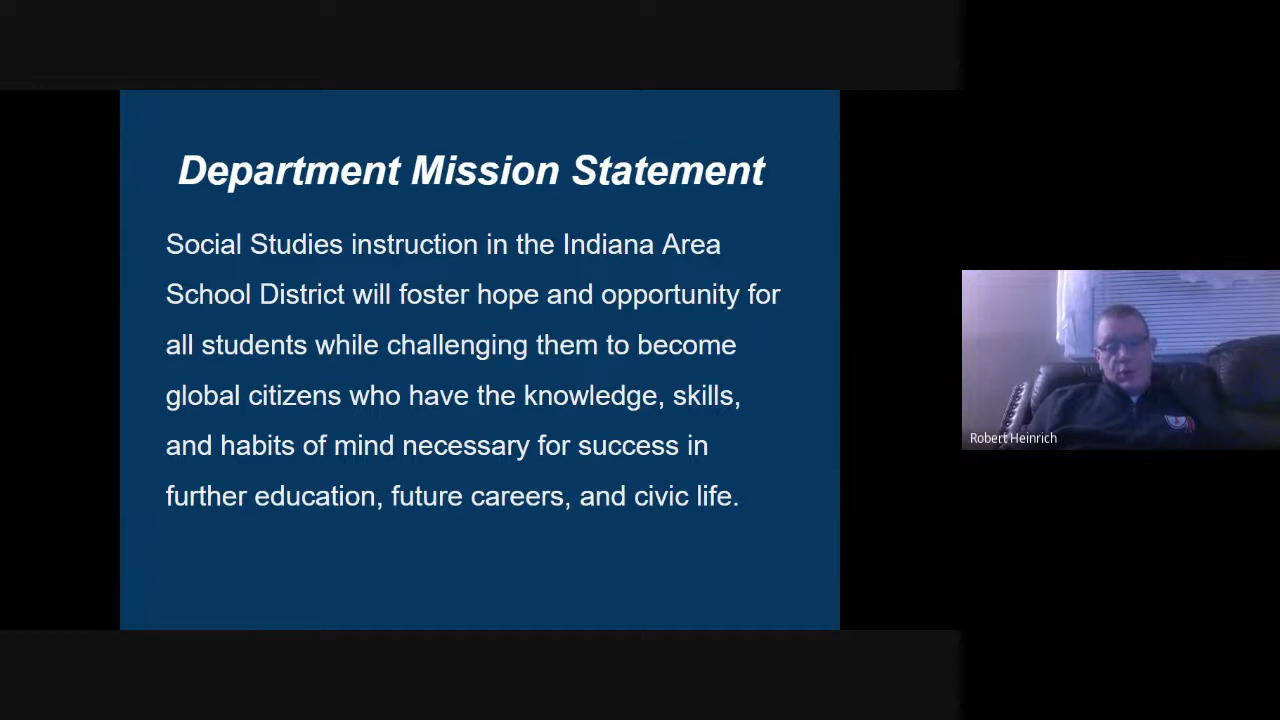 Department Mission Statement
Social Studies instruction in the Indiana Area
School District will foster hope and opportunity for
all students while challenging them to become
global citizens who have the knowledge, skills,
and habits of mind necessary for success in
further education, future careers, and civic life.
Robert Heinrich